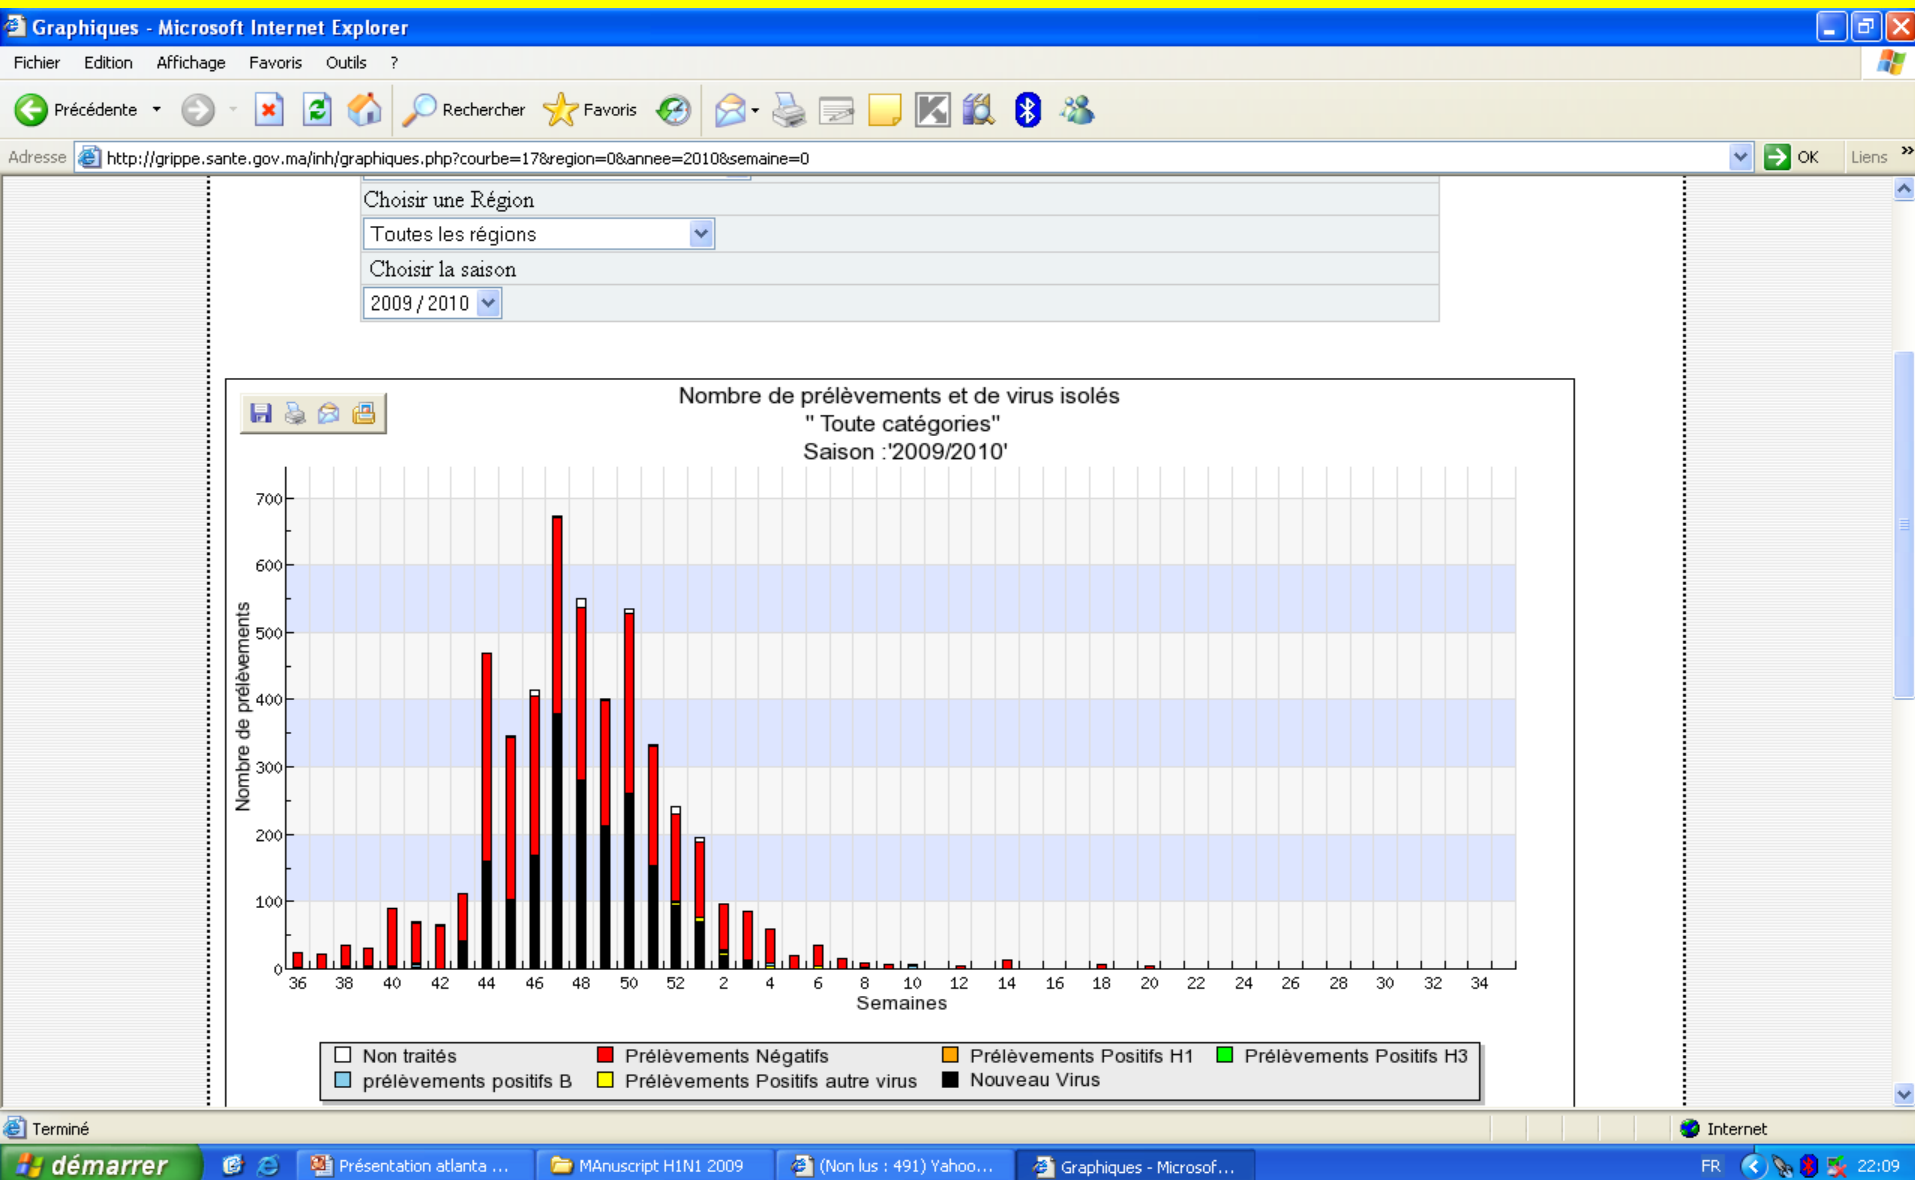 Graphiques - Microsoft Internet Explorer
Fichier Edition Affichage Favoris Outils ?
Précédente Rechercher Favoris
Adresse http://grippe.sante.gov.ma/inh/graphiques.php?courbe=17&region=0&annee=2010&semaine=0 OK Liens »
Choisir une Région
Toutes les régions
Choisir la saison
2009 / 2010
Nombre de prélèvements et de virus isolés
" Toute catégories"
Saison :'2009/2010'
Nombre de prélèvements
700
600
500
400
300
200
100
0
36 38 40 42 44 46 48 50 52 2 4 6 8 10 12 14 16 18 20 22 24 26 28 30 32 34
Semaines
Non traités Prélèvements Négatifs Prélèvements Positifs H1 Prélèvements Positifs H3
prélèvements positifs B Prélèvements Positifs autre virus Nouveau Virus
Terminé Internet
démarrer Présentation atlanta ... MAnuscript H1N1 2009 (Non lus : 491) Yahoo... Graphiques - Microsof... FR 22:09